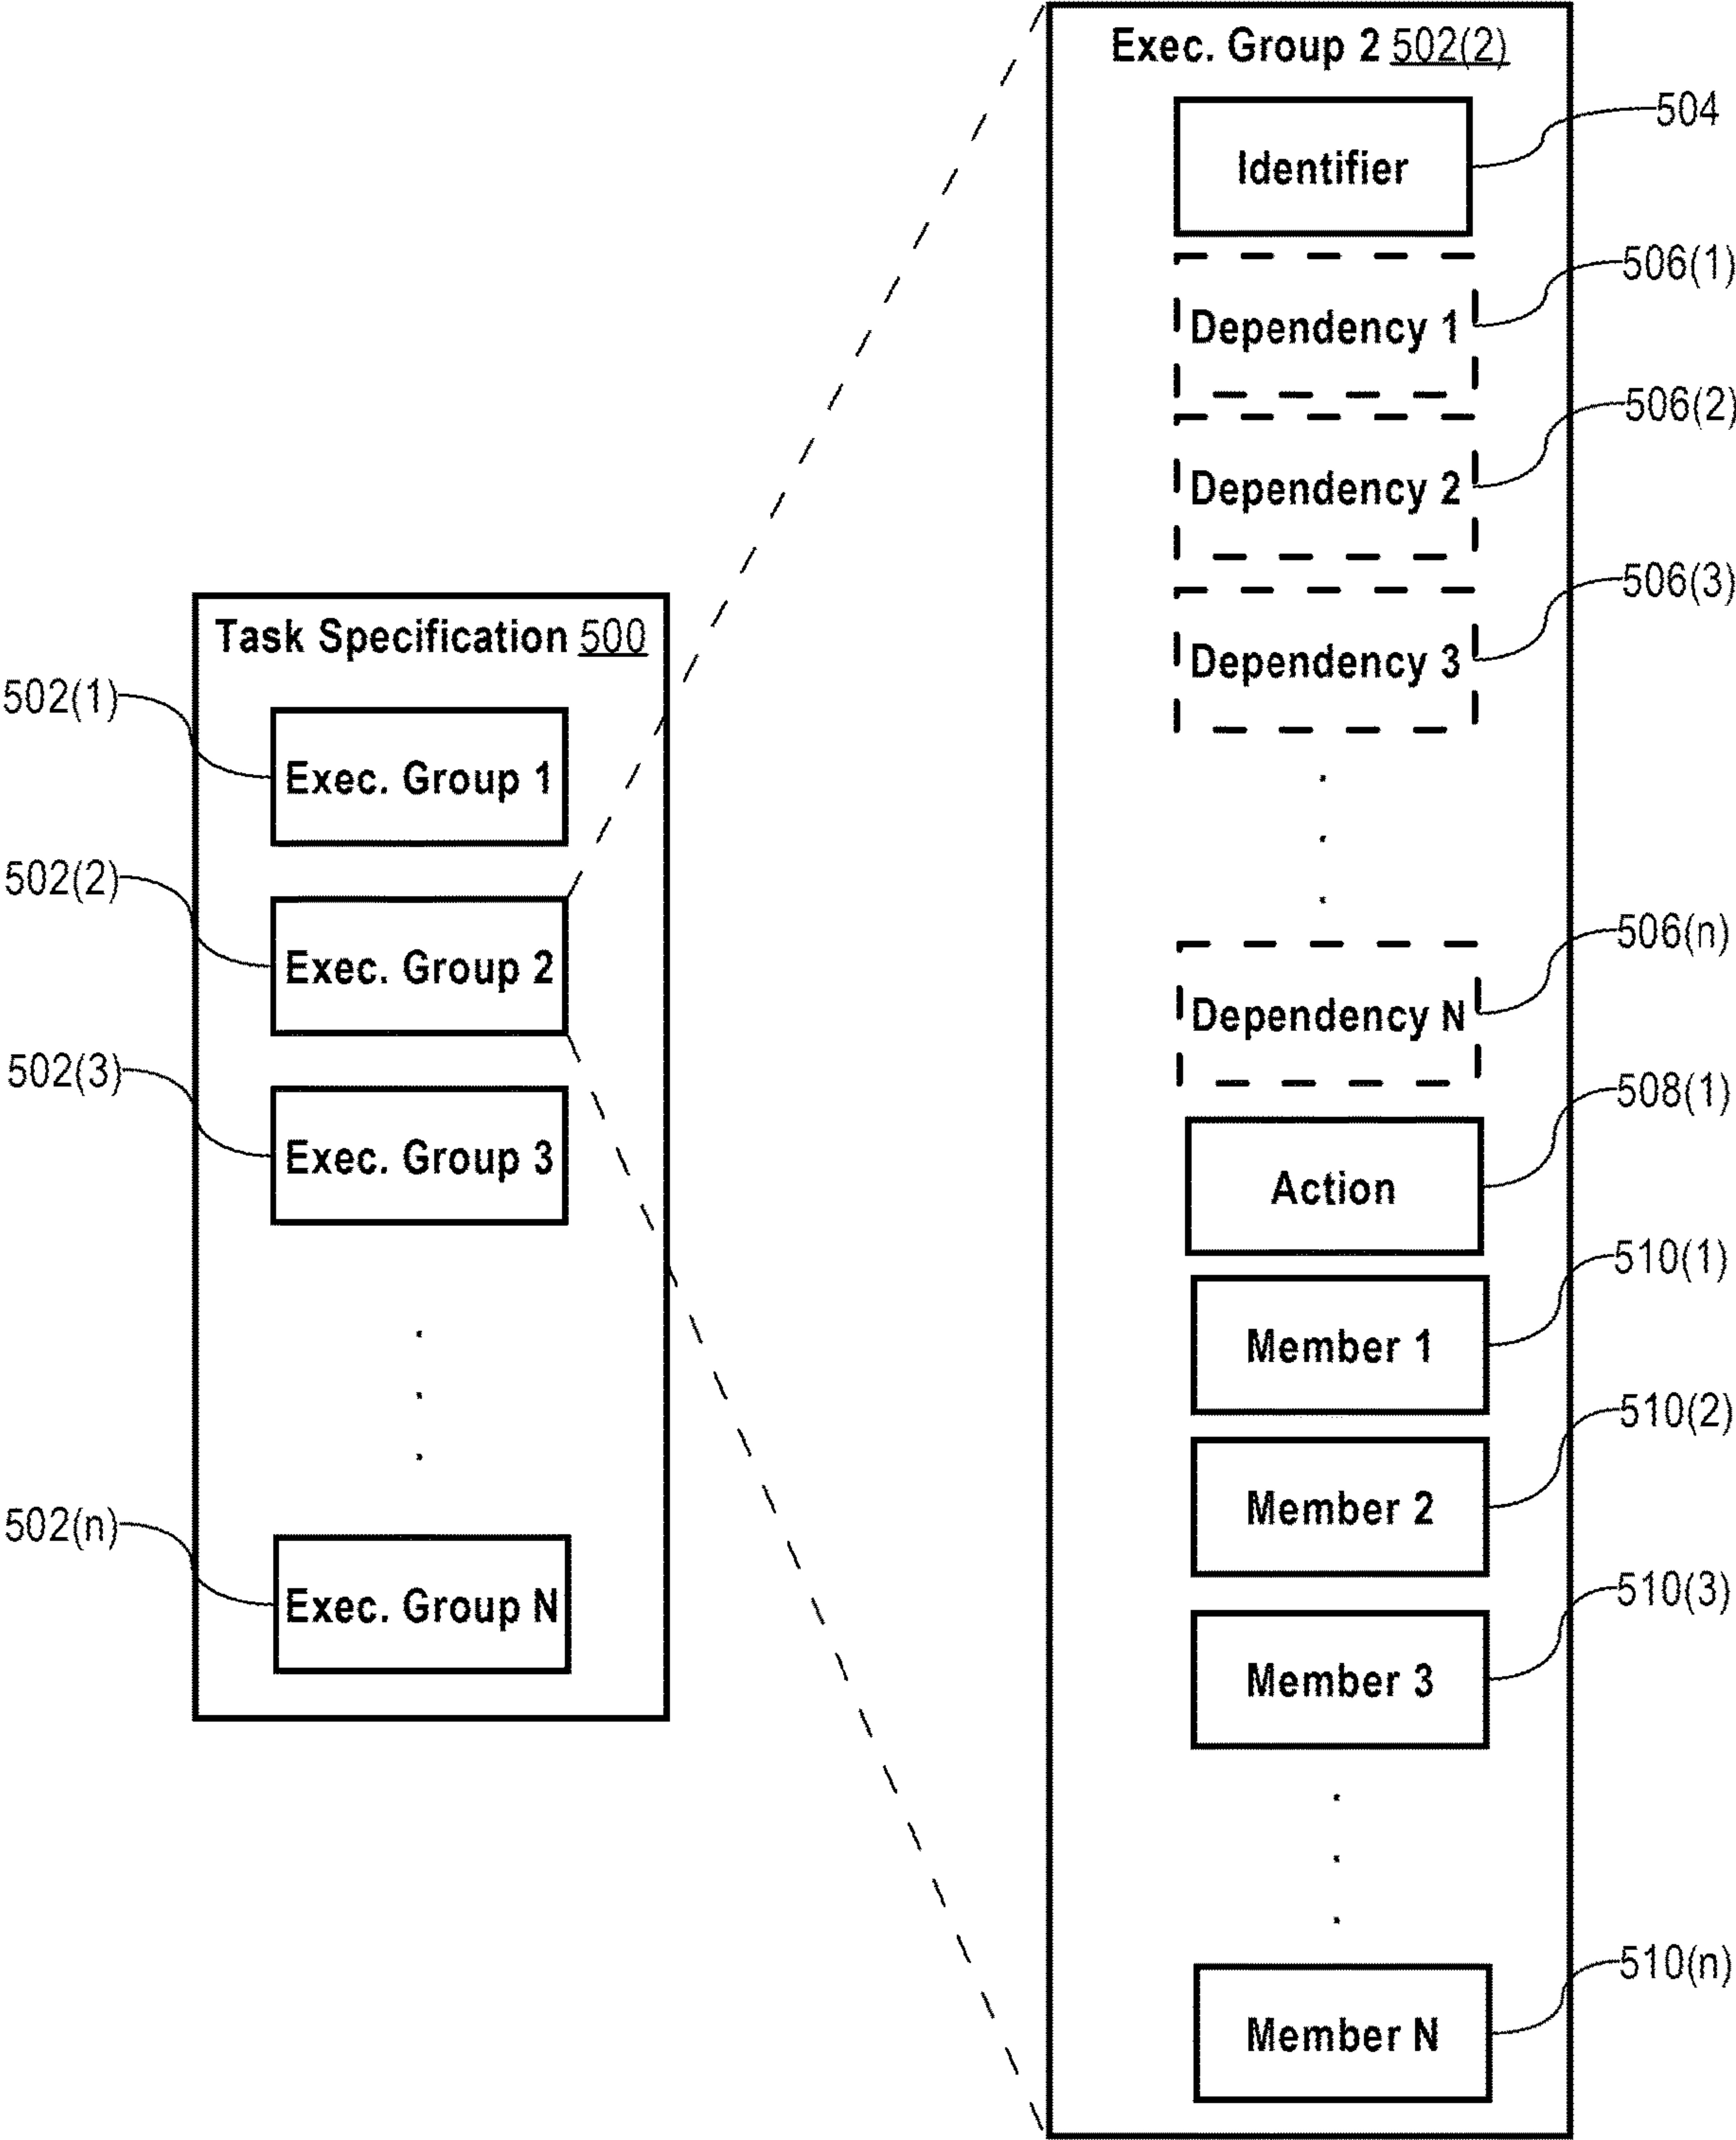 Task Specification 500
502(1)
Exec. Group 1
502(2)
Exec. Group 2
502(3)
Exec. Group 3
502(n)
Exec. Group N
Exec. Group 2 502(2)
504
Identifier
506(1)
Dependency 1
506(2)
Dependency 2
506(3)
Dependency 3
506(n)
Dependency N
508(1)
Action
510(1)
Member 1
510(2)
Member 2
510(3)
Member 3
510(n)
Member N